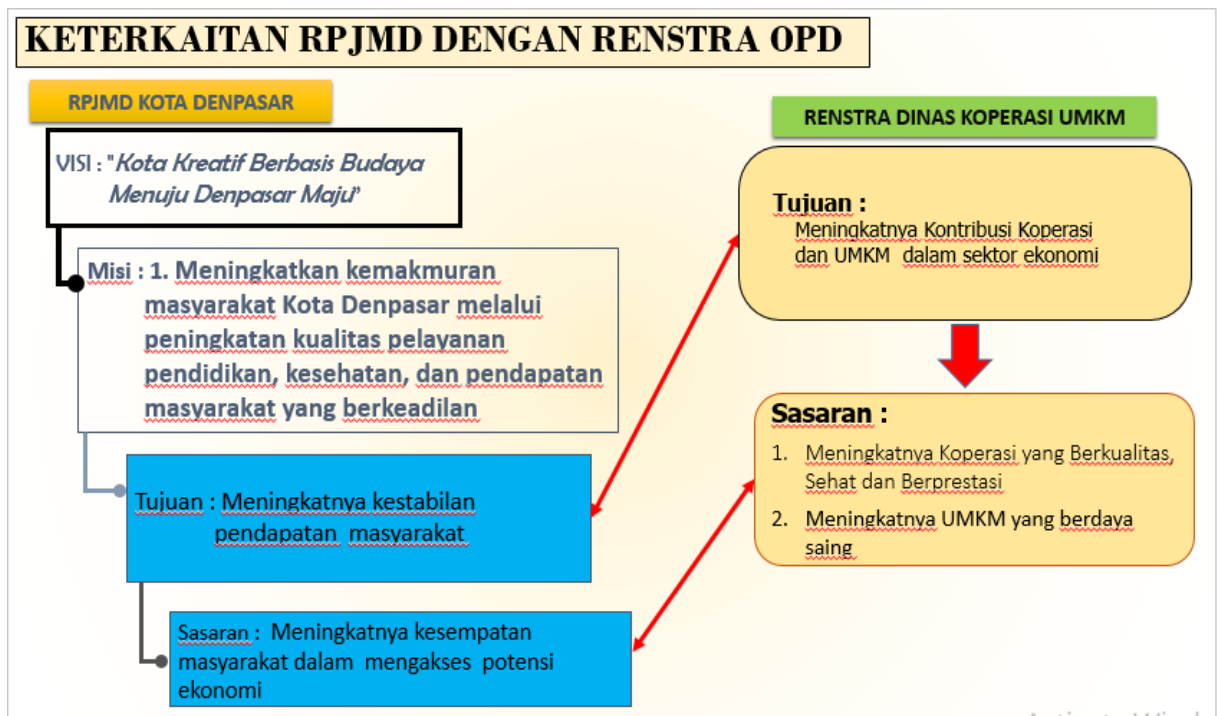 KETERKAITAN RPJMD DENGAN RENSTRA OPD
RPJMD KOTA DENPASAR
VISI : "Kota Kreatif Berbasis Budaya
Menuju Denpasar Maju"
Misi : 1. Meningkatkan kemakmuran
masyarakat Kota Denpasar melalui
peningkatan kualitas pelayanan
pendidikan, kesehatan, dan pendapatan
masyarakat yang berkeadilan
Tujuan : Meningkatnya kestabilan
pendapatan masyarakat
Sasaran : Meningkatnya kesempatan
masyarakat dalam mengakses potensi
ekonomi
RENSTRA DINAS KOPERASI UMKM
Tujuan :
Meningkatnya Kontribusi Koperasi
dan UMKM dalam sektor ekonomi
Sasaran :
1. Meningkatnya Koperasi yang Berkualitas,
Sehat dan Berprestasi
2. Meningkatnya UMKM yang berdaya
saing